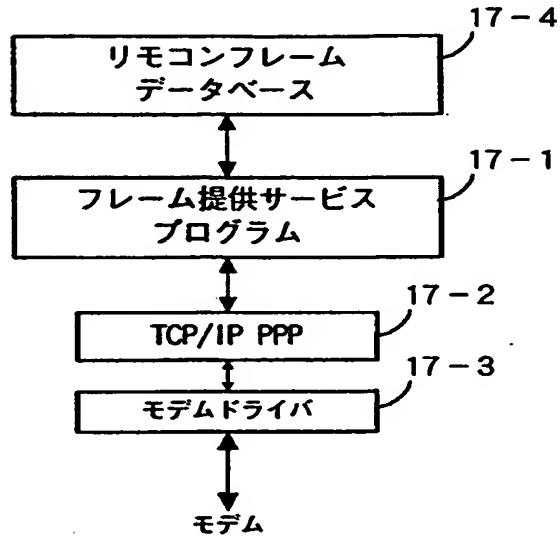 17-4
リモコンフレーム
データベース
17-1
フレーム提供サービス
プログラム
17-2
TCP/IP PPP
17-3
モデムドライバ
モデム